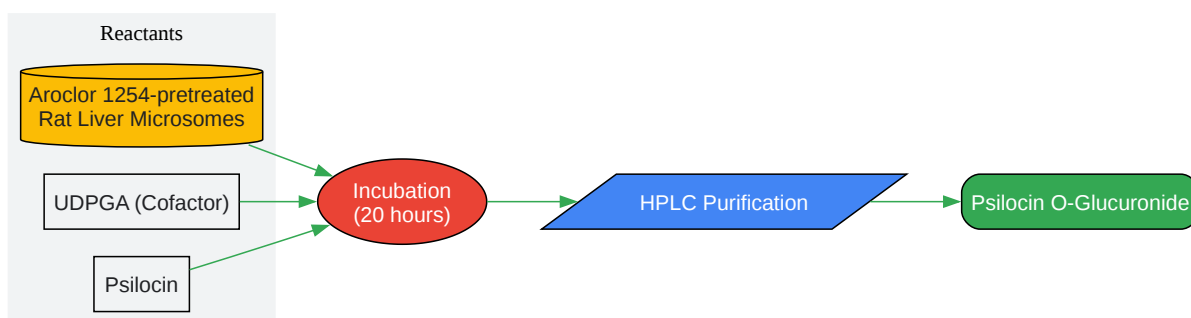 Reactants
Aroclor 1254-pretreated
Rat Liver Microsomes
UDPGA (Cofactor)
Psilocin
Incubation
(20 hours)
HPLC Purification
Psilocin O-Glucuronide